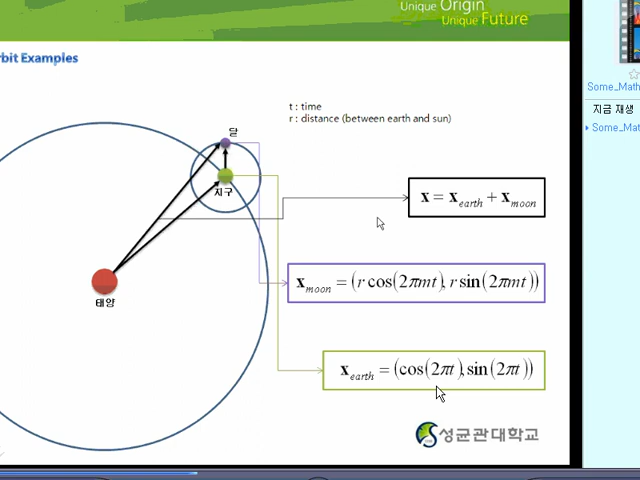 Unique Origin
Unique Future
rbit Examples
Some_Math
지금 재생
Some_Math
t : time
r : distance (between earth and sun)
달
지구
x = x_earth + x_moon
태양
x_moon = (r cos(2πmt), r sin(2πmt))
x_earth = (cos(2πt), sin(2πt))
성균관대학교